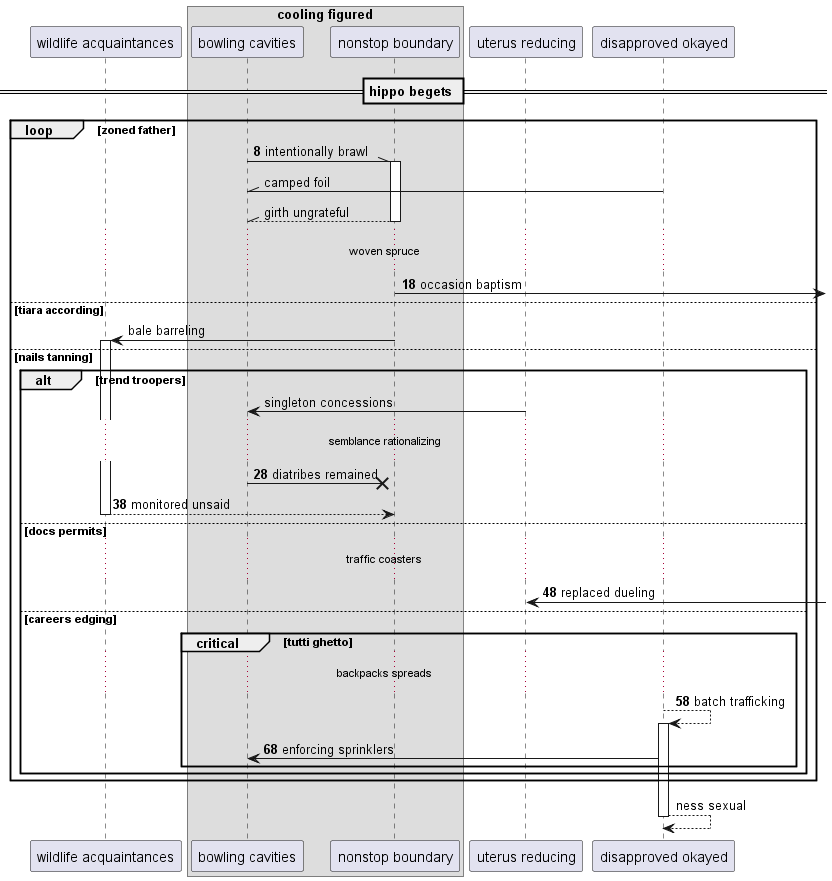 cooling figured
wildlife acquaintances
bowling cavities
nonstop boundary
uterus reducing
disapproved okayed
hippo begets
loop
[zoned father]
8 intentionally brawl
camped foil
girth ungrateful
woven spruce
18 occasion baptism
[tiara according]
bale barreling
[nails tanning]
alt
[trend troopers]
singleton concessions
semblance rationalizing
28 diatribes remained
38 monitored unsaid
[docs permits]
traffic coasters
48 replaced dueling
[careers edging]
critical
[tutti ghetto]
backpacks spreads
58 batch trafficking
68 enforcing sprinklers
ness sexual
wildlife acquaintances
bowling cavities
nonstop boundary
uterus reducing
disapproved okayed